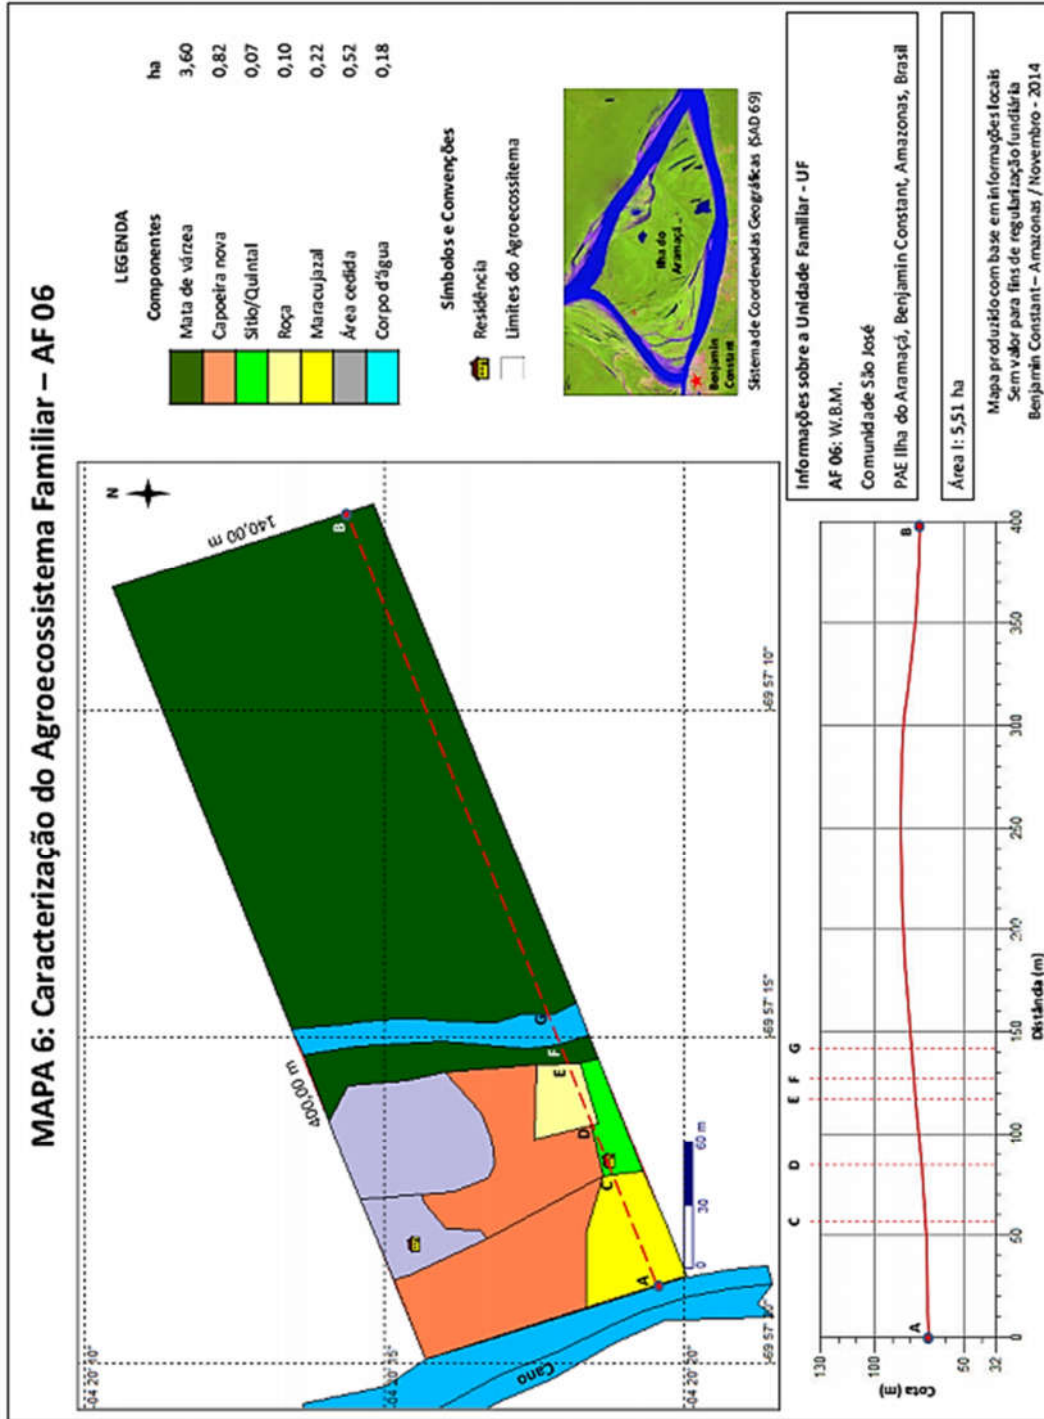 MAPA 6: Caracterização do Agroecossistema Familiar – AF 06
-04 20' 10"
-04 20' 15"
-04 20' 20"
-69 57' 20"
-69 57' 15"
-69 57' 10"
N
400,00 m
140,00 m
Cano
A
B
C
D
E
F
G
0 30 60 m
LEGENDA
Componentes ha
Mata de várzea 3,60
Capoeira nova 0,82
Sítio/Quintal 0,07
Roça 0,10
Maracujazal 0,22
Área cedida 0,52
Corpo d'água 0,18
Símbolos e Convenções
Residência
Limites do Agroecossitema
Ilha do
Aramaçá
Benjamin
Constant
Sistema de Coordenadas Geográficas (SAD 69)
C D E F G
130
100
50
32
Cota (m)
A
B
0 50 100 150 200 250 300 350 400
Distância (m)
Informações sobre a Unidade Familiar - UF
AF 06: W.B.M.
Comunidade São José
PAE Ilha do Aramaçá, Benjamin Constant, Amazonas, Brasil
Área I: 5,51 ha
Mapa produzido com base em informações locais
Sem valor para fins de regularização fundiária
Benjamin Constant – Amazonas / Novembro - 2014